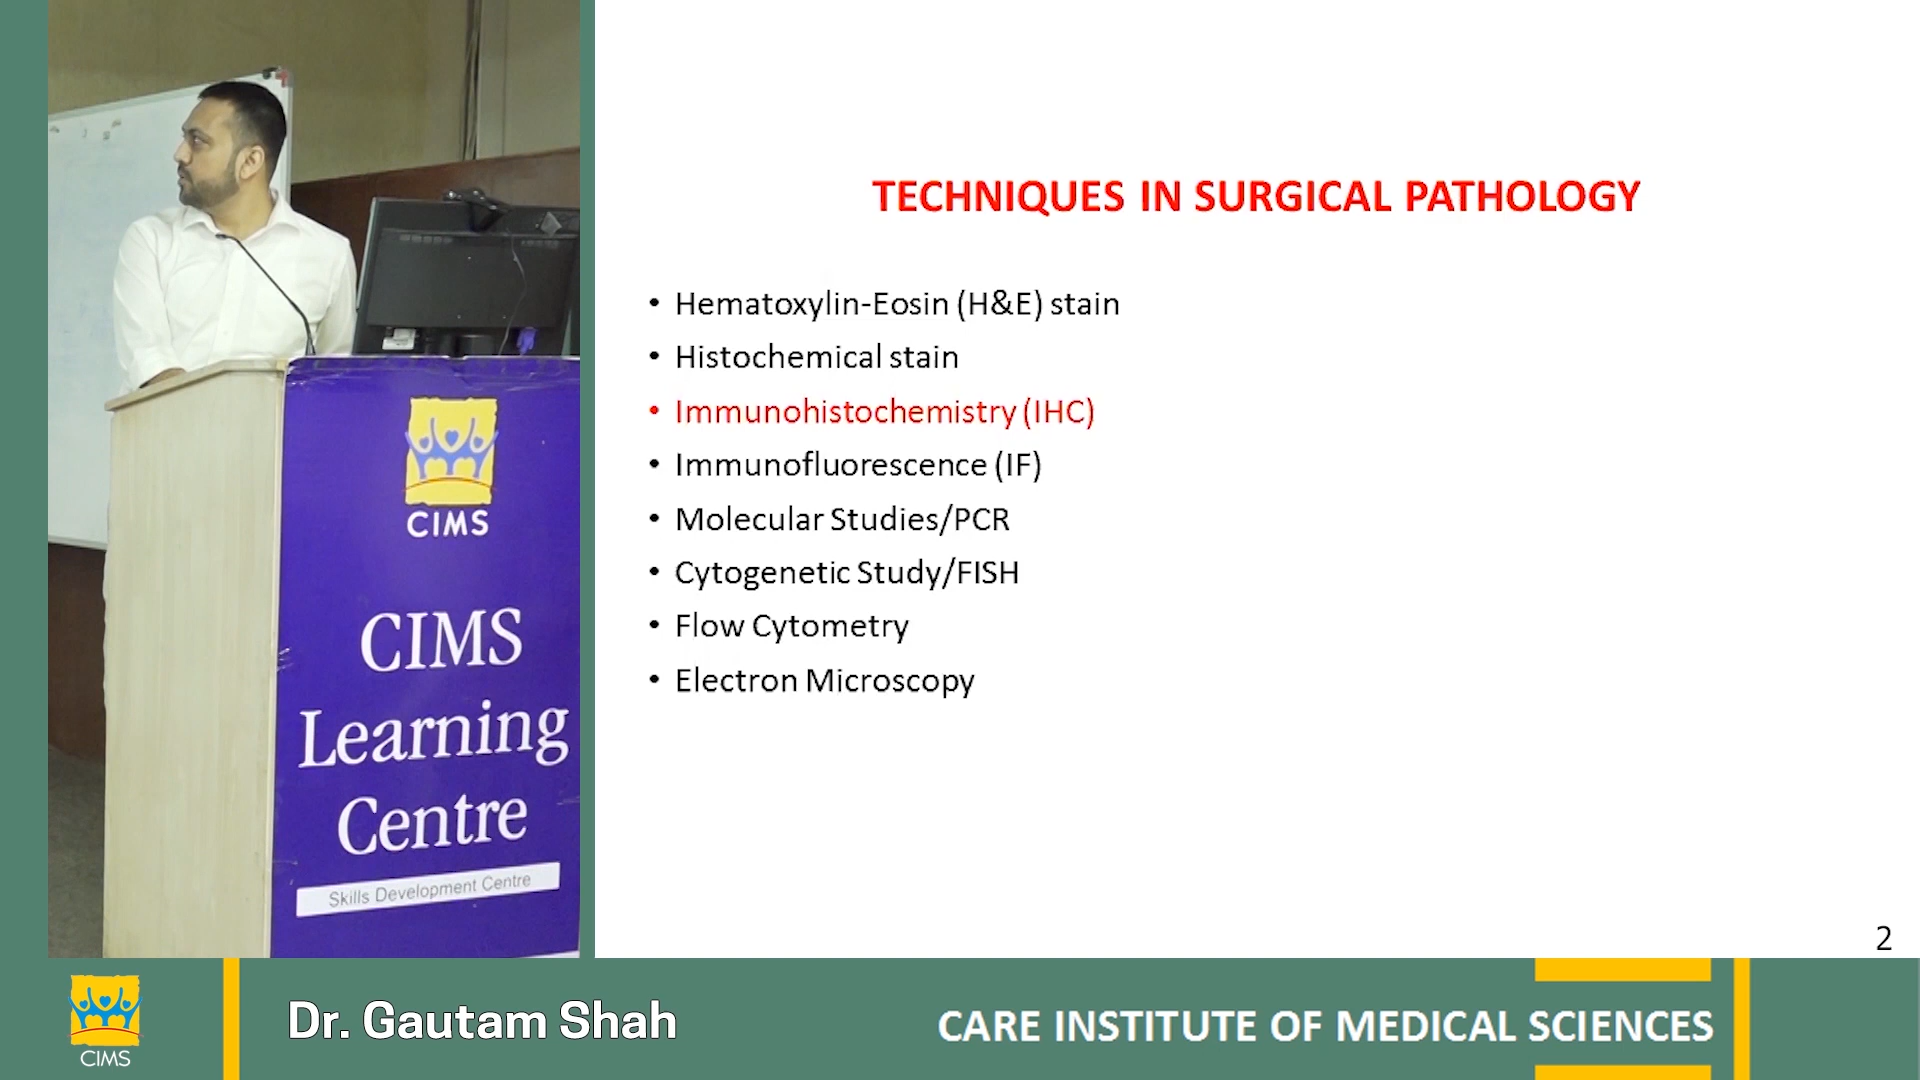 TECHNIQUES IN SURGICAL PATHOLOGY
• Hematoxylin-Eosin (H&E) stain
• Histochemical stain
• Immunohistochemistry (IHC)
• Immunofluorescence (IF)
• Molecular Studies/PCR
• Cytogenetic Study/FISH
• Flow Cytometry
• Electron Microscopy
2
CIMS
CIMS
Learning
Centre
Skills Development Centre
CIMS
Dr. Gautam Shah
CARE INSTITUTE OF MEDICAL SCIENCES